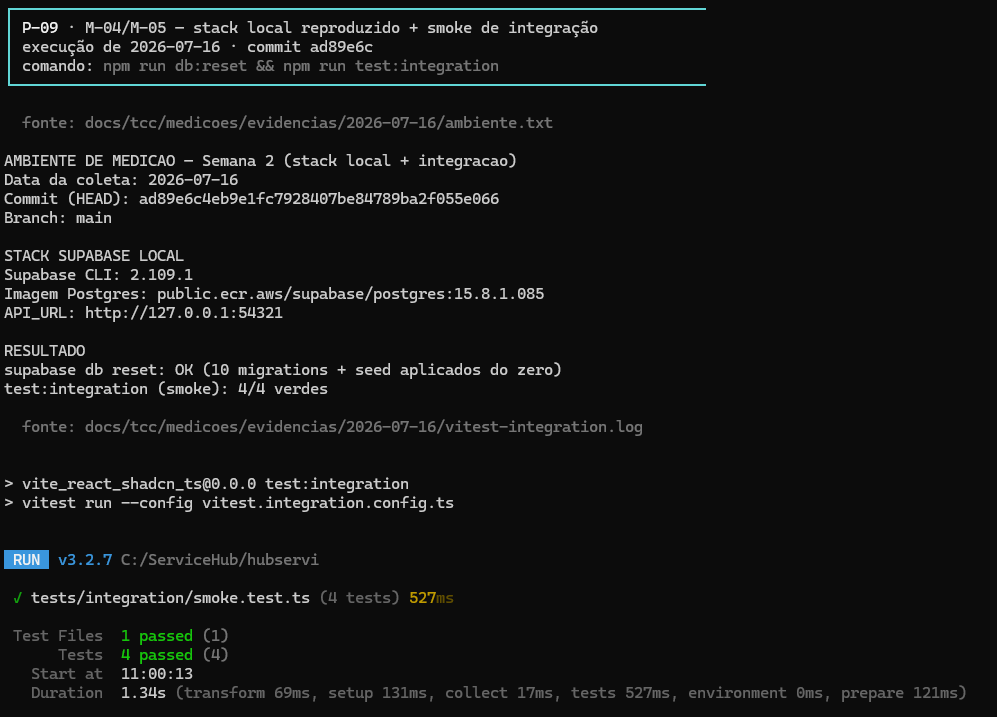 P-09 · M-04/M-05 — stack local reproduzido + smoke de integração
execução de 2026-07-16 · commit ad89e6c
comando: npm run db:reset && npm run test:integration
fonte: docs/tcc/medicoes/evidencias/2026-07-16/ambiente.txt
AMBIENTE DE MEDICAO — Semana 2 (stack local + integracao)
Data da coleta: 2026-07-16
Commit (HEAD): ad89e6c4eb9e1fc7928407be84789ba2f055e066
Branch: main
STACK SUPABASE LOCAL
Supabase CLI: 2.109.1
Imagem Postgres: public.ecr.aws/supabase/postgres:15.8.1.085
API_URL: http://127.0.0.1:54321
RESULTADO
supabase db reset: OK (10 migrations + seed aplicados do zero)
test:integration (smoke): 4/4 verdes
fonte: docs/tcc/medicoes/evidencias/2026-07-16/vitest-integration.log
> vite_react_shadcn_ts@0.0.0 test:integration
> vitest run --config vitest.integration.config.ts
RUN v3.2.7 C:/ServiceHub/hubservi
√ tests/integration/smoke.test.ts (4 tests) 527ms
Test Files 1 passed (1)
Tests 4 passed (4)
Start at 11:00:13
Duration 1.34s (transform 69ms, setup 131ms, collect 17ms, tests 527ms, environment 0ms, prepare 121ms)